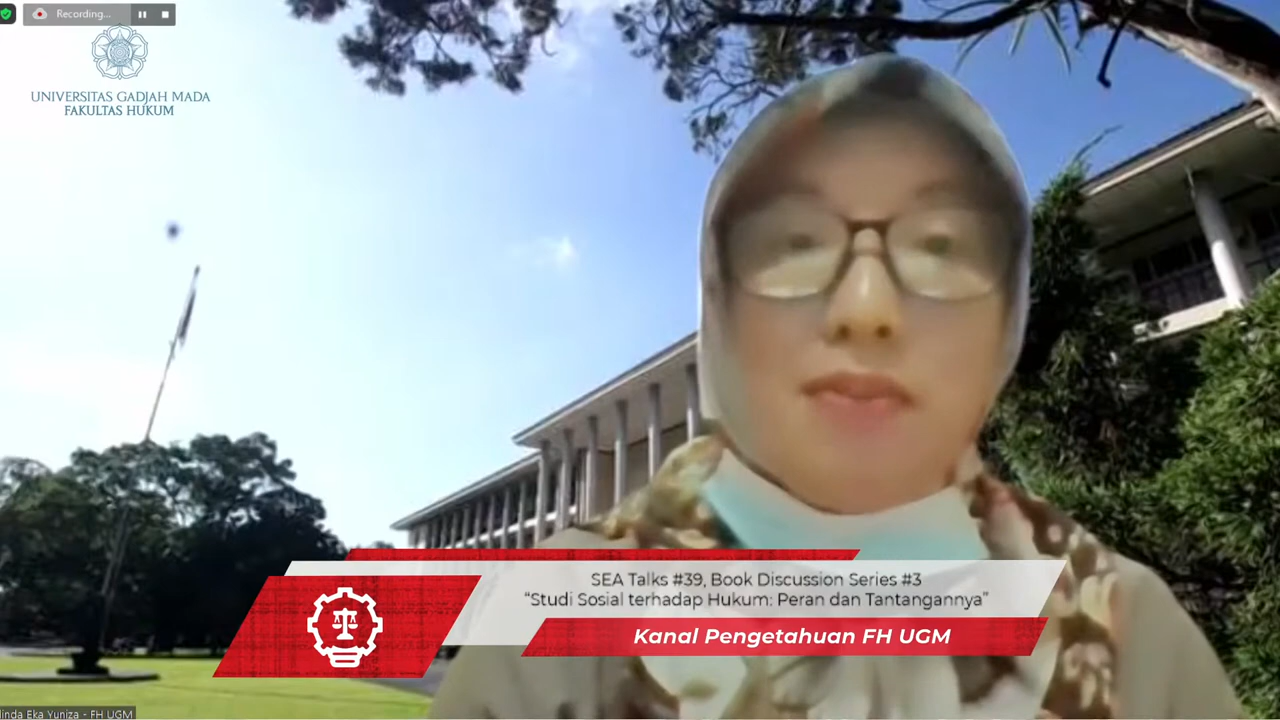 Recording...
UNIVERSITAS GADJAH MADA
FAKULTAS HUKUM
SEA Talks #39, Book Discussion Series #3
“Studi Sosial terhadap Hukum: Peran dan Tantangannya”
Kanal Pengetahuan FH UGM
linda Eka Yuniza - FH UGM